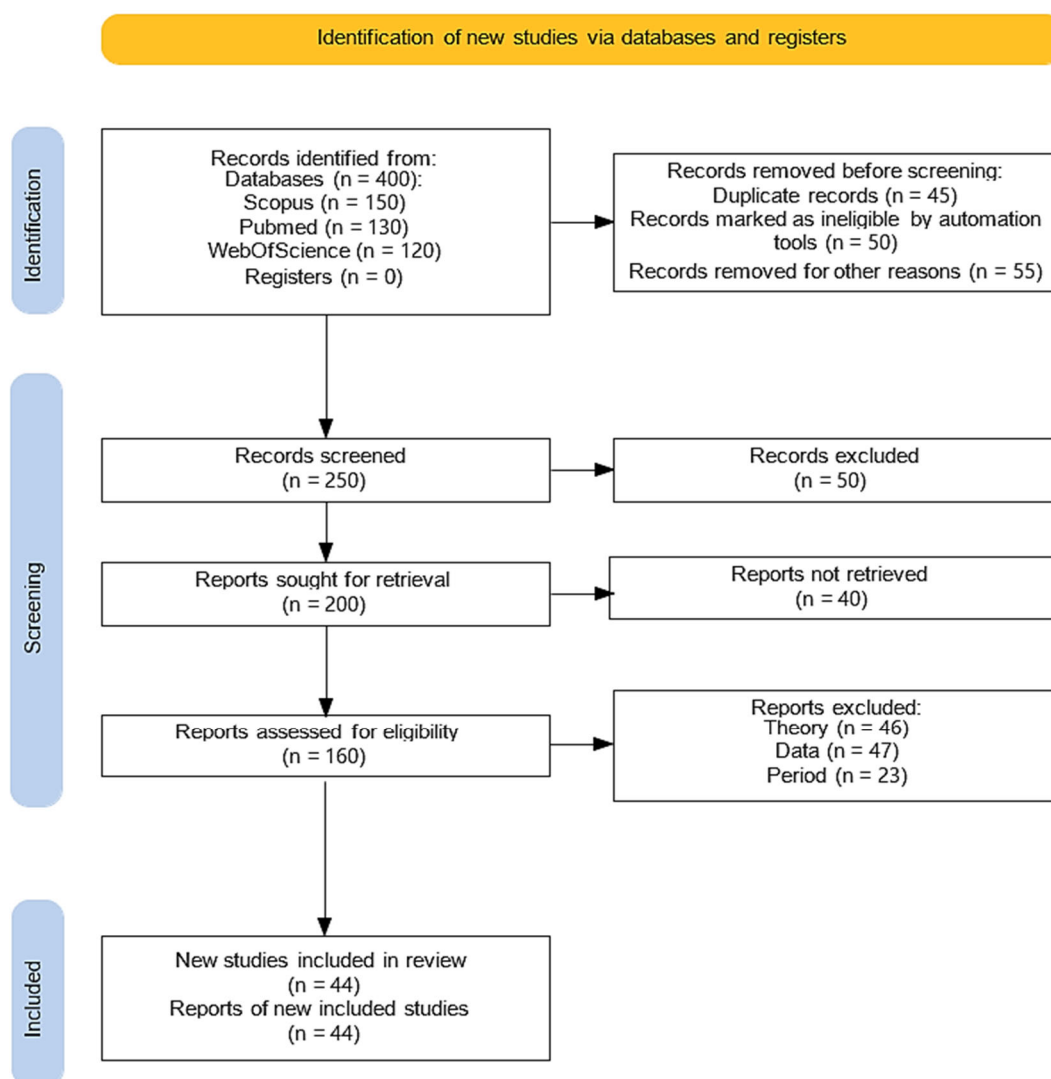 Identification of new studies via databases and registers
Identification
Records identified from:
Databases (n = 400):
Scopus (n = 150)
Pubmed (n = 130)
WebOfScience (n = 120)
Registers (n = 0)
Records removed before screening:
Duplicate records (n = 45)
Records marked as ineligible by automation
tools (n = 50)
Records removed for other reasons (n = 55)
Screening
Records screened
(n = 250)
Records excluded
(n = 50)
Reports sought for retrieval
(n = 200)
Reports not retrieved
(n = 40)
Reports assessed for eligibility
(n = 160)
Reports excluded:
Theory (n = 46)
Data (n = 47)
Period (n = 23)
Included
New studies included in review
(n = 44)
Reports of new included studies
(n = 44)